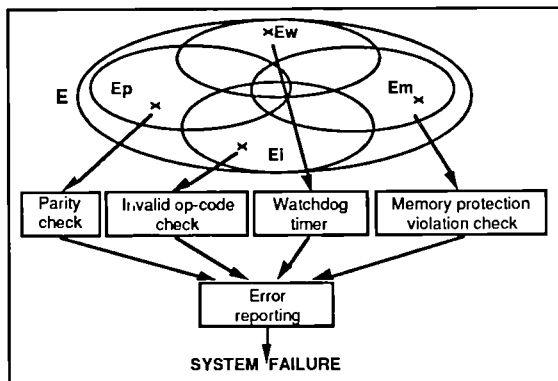 Ew
Ep
Em
E
Ei
Parity
check
Invalid op-code
check
Watchdog
timer
Memory protection
violation check
Error
reporting
SYSTEM FAILURE